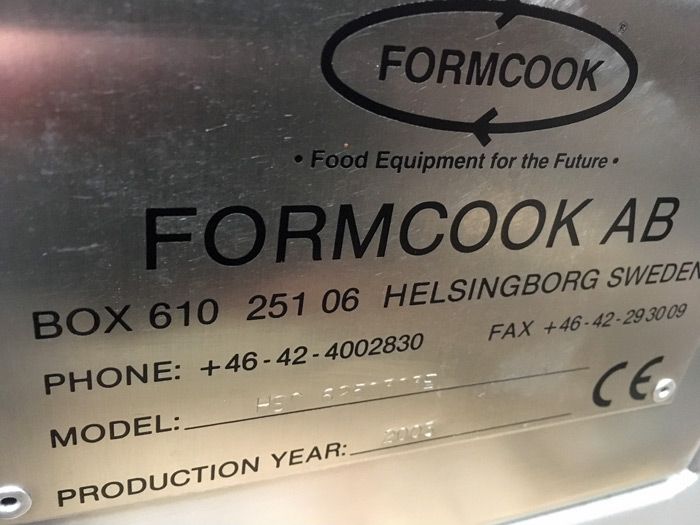 FORMCOOK
®
• Food Equipment for the Future •
FORMCOOK AB
BOX 610 251 06 HELSINGBORG SWEDEN
PHONE: +46-42-4002830 FAX +46-42-293009
MODEL:
CE
PRODUCTION YEAR: